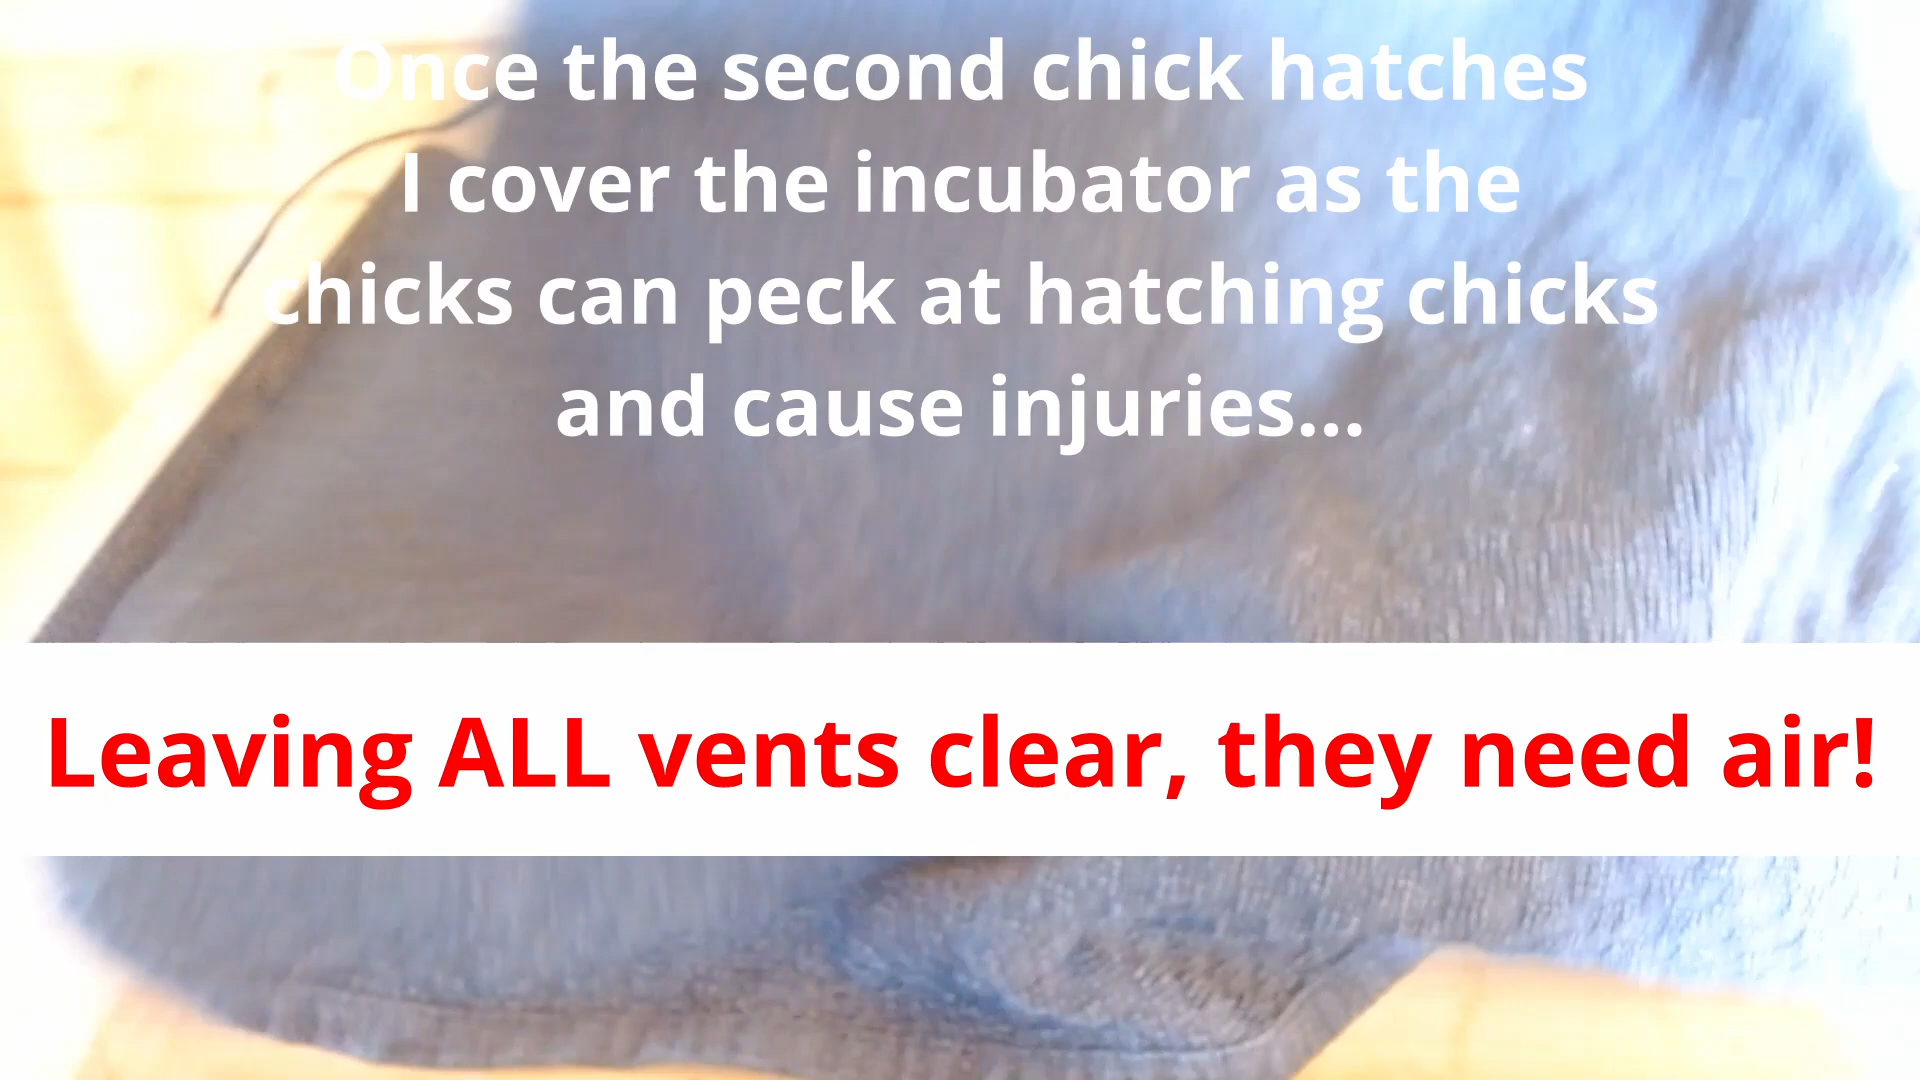 Once the second chick hatches
I cover the incubator as the
chicks can peck at hatching chicks
and cause injuries...
Leaving ALL vents clear, they need air!